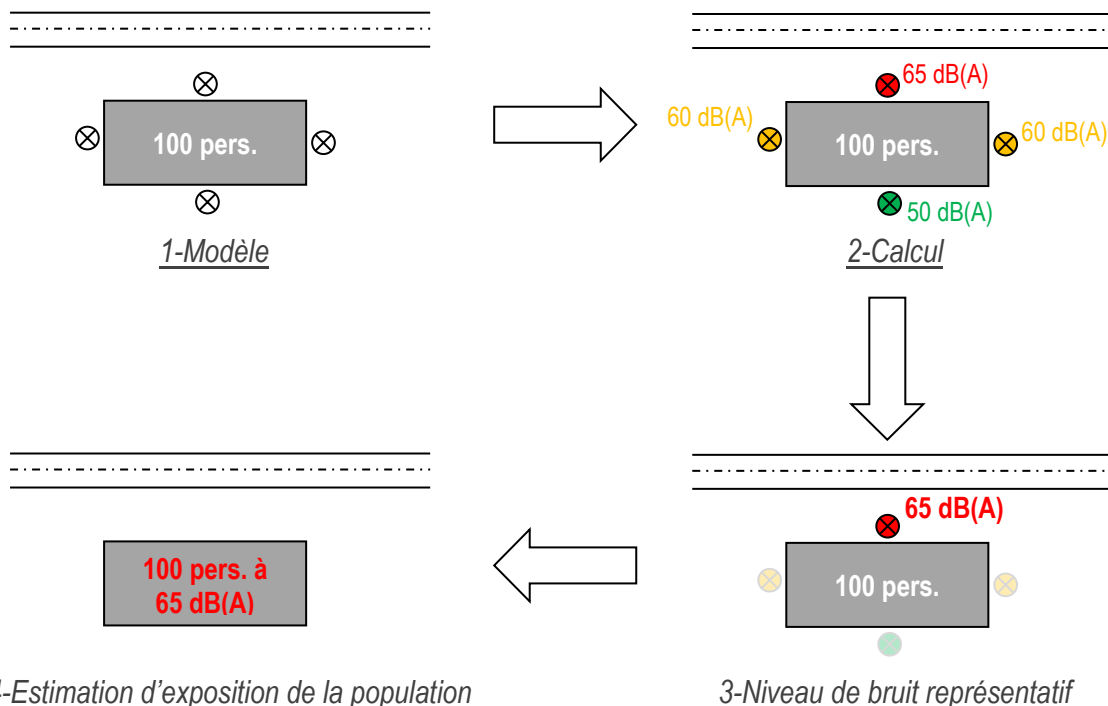 100 pers.
1-Modèle
65 dB(A)
60 dB(A)
60 dB(A)
100 pers.
50 dB(A)
2-Calcul
65 dB(A)
100 pers.
3-Niveau de bruit représentatif
100 pers. à
65 dB(A)
4-Estimation d'exposition de la population